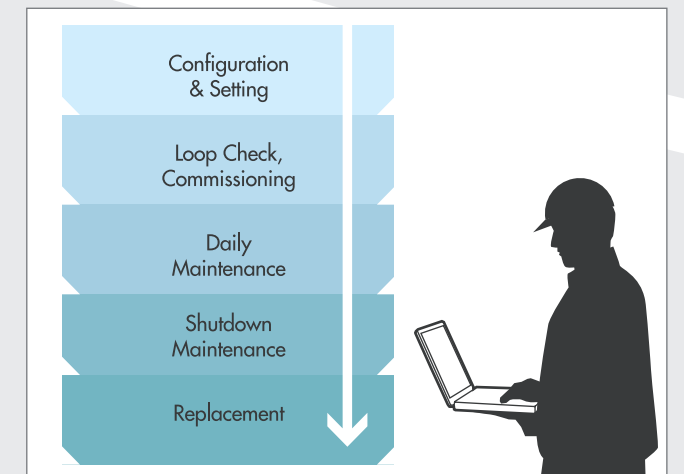 Configuration
& Setting
Loop Check,
Commissioning
Daily
Maintenance
Shutdown
Maintenance
Replacement